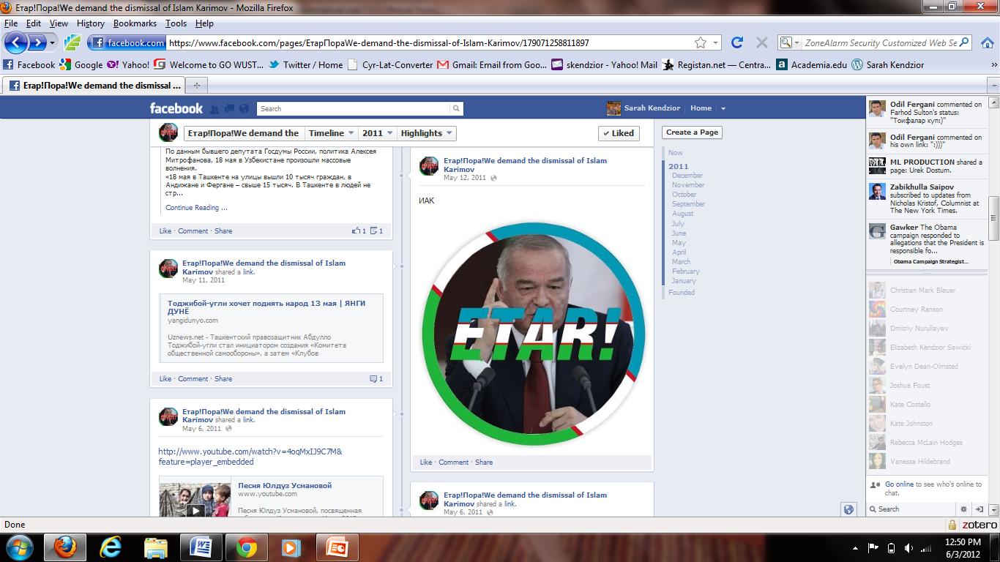 Етар!Пора!We demand the dismissal of Islam Karimov - Mozilla Firefox
File Edit View History Bookmarks Tools Help
facebook.com https://www.facebook.com/pages/ЕтарПораWe-demand-the-dismissal-of-Islam-Karimov/179071258811897
ZoneAlarm Security Customized Web Se
Facebook Google Yahoo! Welcome to GO WUST... Twitter / Home Cyr-Lat-Converter Gmail: Email from Goo... skendzior - Yahoo! Mail Registan.net — Centra... Academia.edu Sarah Kendzior
Етар!Пора!We demand the dismissal ...
facebook Search Sarah Kendzior Home
Етар!Пора!We demand the Timeline 2011 Highlights Liked
По данным бывшего депутата Госдумы России, политика Алексея
Митрофанова, 18 мая в Узбекистане произошли массовые
волнения.
«18 мая в Ташкенте на улицы вышли 10 тысяч граждан, в
Андижане и Фергане – свыше 15 тысяч. В Ташкенте в людей не
стр...
Continue Reading ...
Like · Comment · Share 1 1
Етар!Пора!We demand the dismissal of Islam
Karimov shared a link.
May 11, 2011
Тоджибой-угли хочет поднять народ 13 мая | ЯНГИ
ДУНЁ
yangidunyo.com
Uznews.net - Ташкентский правозащитник Абдулло
Тоджибой-угли стал инициатором создания «Комитета
общественной самообороны», а затем «Клубов
Like · Comment · Share 1
Етар!Пора!We demand the dismissal of Islam
Karimov shared a link.
May 6, 2011
http://www.youtube.com/watch?v=4oqMxIJ9C7M&
feature=player_embedded
Песня Юлдуз Усмановой
www.youtube.com
Песня Юлдуз Усмановой, посвященная
Етар!Пора!We demand the dismissal of Islam
Karimov
May 12, 2011
ИАК
ETAR!
Like · Comment · Share
Етар!Пора!We demand the dismissal of Islam
Karimov shared a link.
May 6, 2011
Create a Page
Now
2011
December
November
October
September
August
July
June
May
April
March
February
January
Founded
Odil Fergani commented on
Farhod Sulton's status:
"Тоифалар куп:)"
Odil Fergani commented on
his own link: ":)))"
ML PRODUCTION shared a
page: Urek Dostum.
Zabikhulla Saipov
subscribed to updates from
Nicholas Kristof, Columnist at
The New York Times.
Gawker The Obama
campaign responded to
allegations that the President is
responsible fo...
Obama Campaign Strategist...
Christian Mark Bleuer
Courtney Ranson
Dmitriy Nurullayev
Elizabeth Kendzior Sawicki
Evelyn Dean-Olmsted
Joshua Foust
Kate Costello
Kate Johnston
Rebecca McLain Hodges
Vanessa Hildebrand
Go online to see who's online to
chat.
Search
Done zotero
12:50 PM
6/3/2012